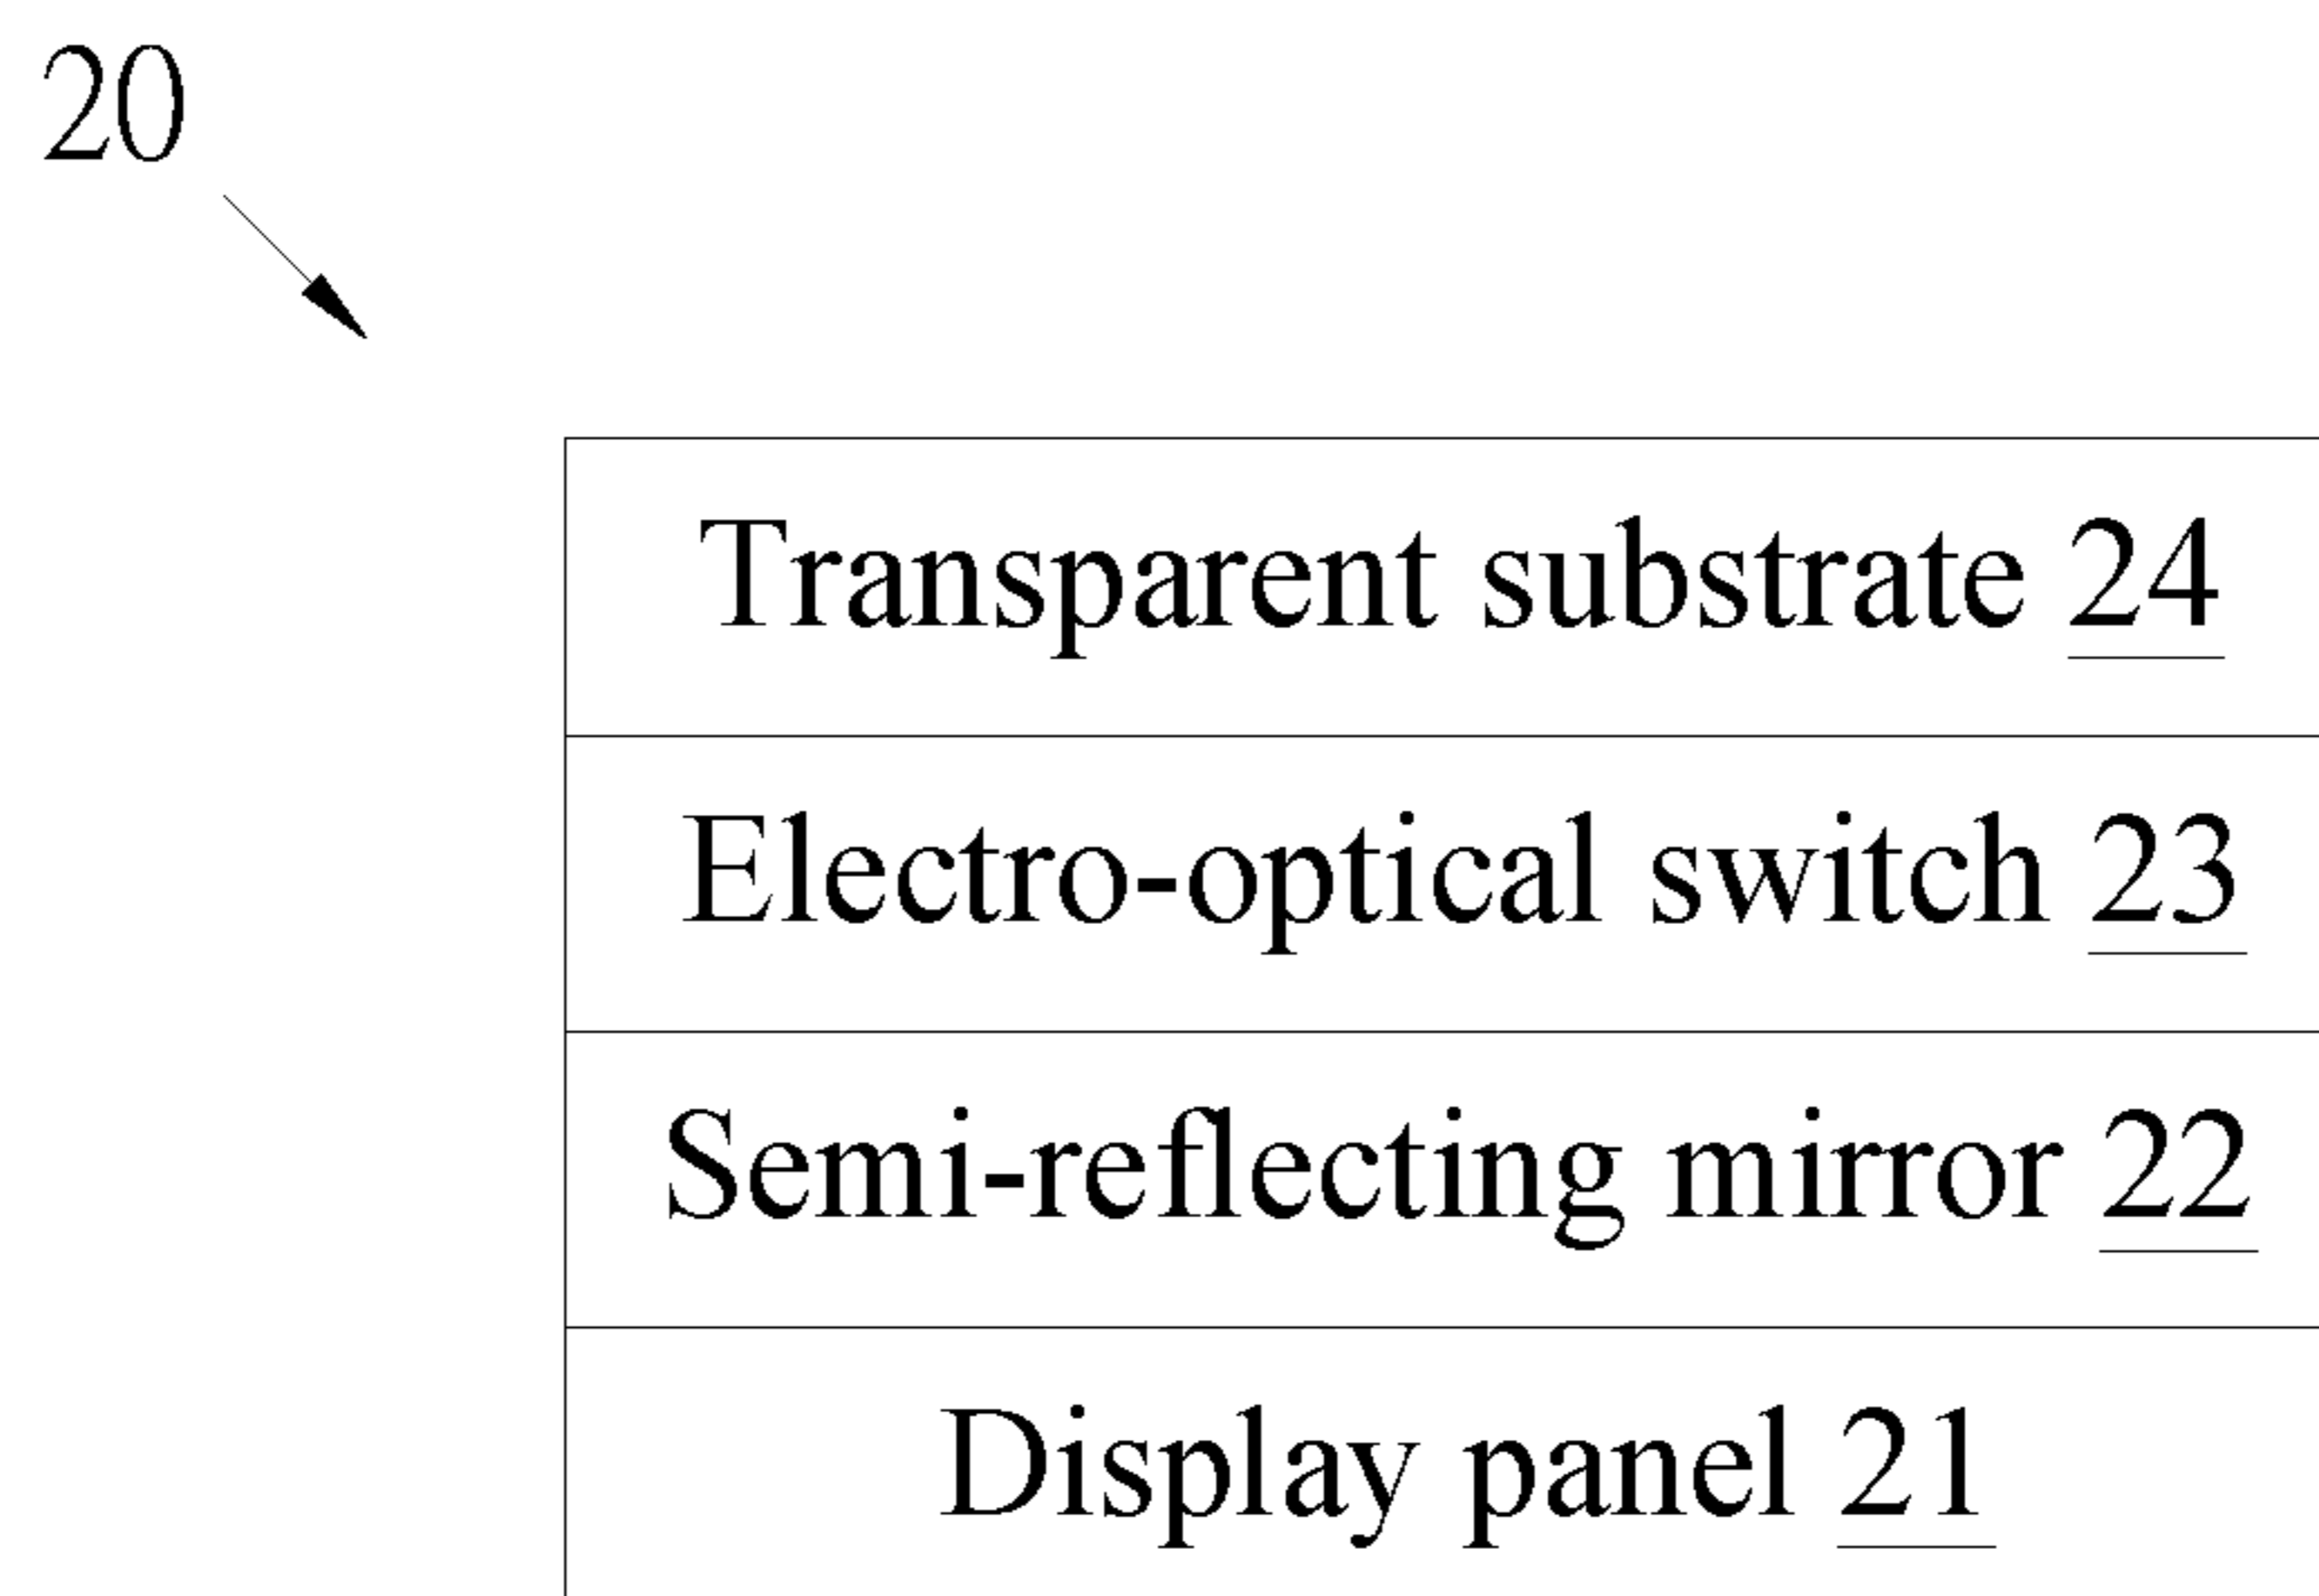 20
Transparent substrate 24
Electro-optical switch 23
Semi-reflecting mirror 22
Display panel 21